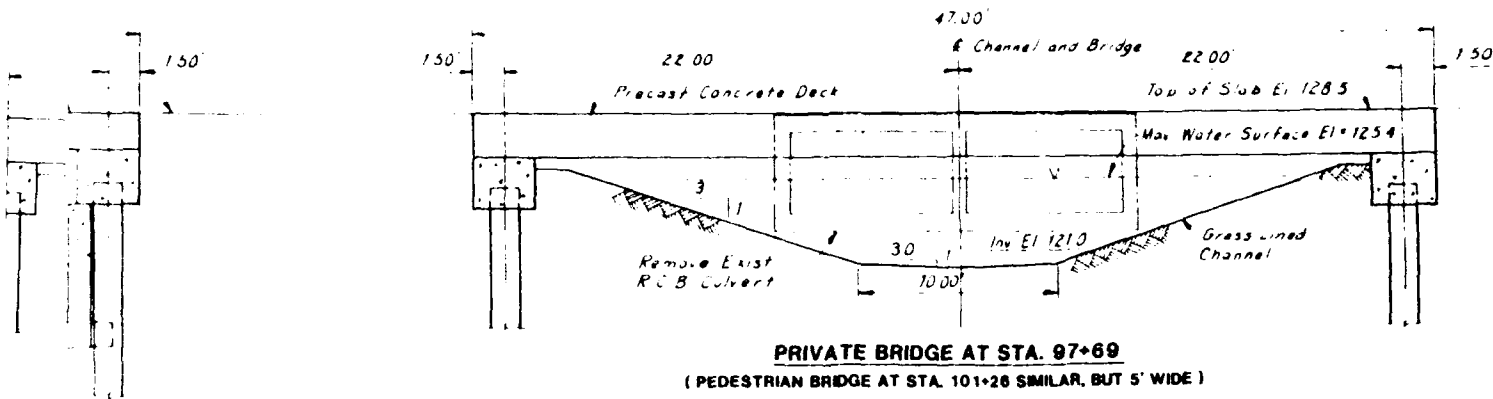 47.00'
1.50'
1.50'
22.00
℄ Channel and Bridge
22.00'
1.50
Precast Concrete Deck
Top of Slab El 128.5
Max Water Surface El = 125.4
3
1
30
1
Inv El 121.0
Grass Lined
Channel
Remove Exist
R C B Culvert
10.00'
PRIVATE BRIDGE AT STA. 97+69
( PEDESTRIAN BRIDGE AT STA. 101+26 SIMILAR, BUT 5' WIDE )